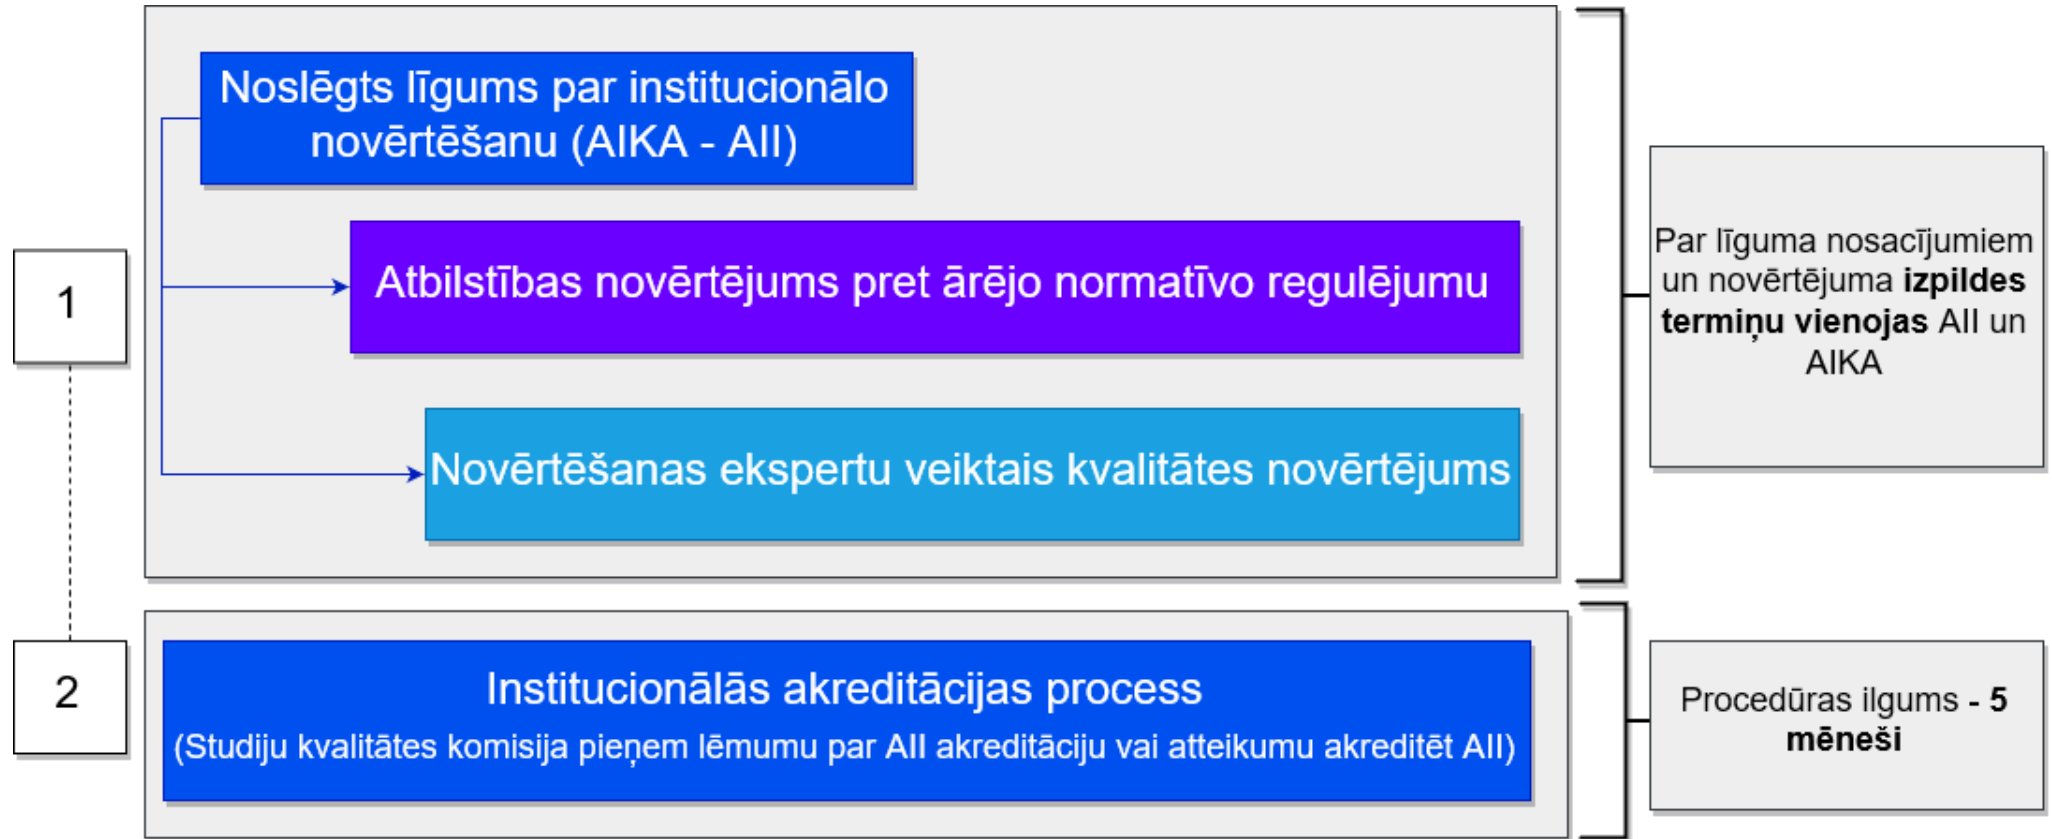 Noslēgts līgums par institucionālo
novērtēšanu (AIKA - AII)
1
Atbilstības novērtējums pret ārējo normatīvo regulējumu
Novērtēšanas ekspertu veiktais kvalitātes novērtējums
Par līguma nosacījumiem
un novērtējuma izpildes
termiņu vienojas AII un
AIKA
2
Institucionālās akreditācijas process
(Studiju kvalitātes komisija pieņem lēmumu par AII akreditāciju vai atteikumu akreditēt AII)
Procedūras ilgums - 5
mēneši